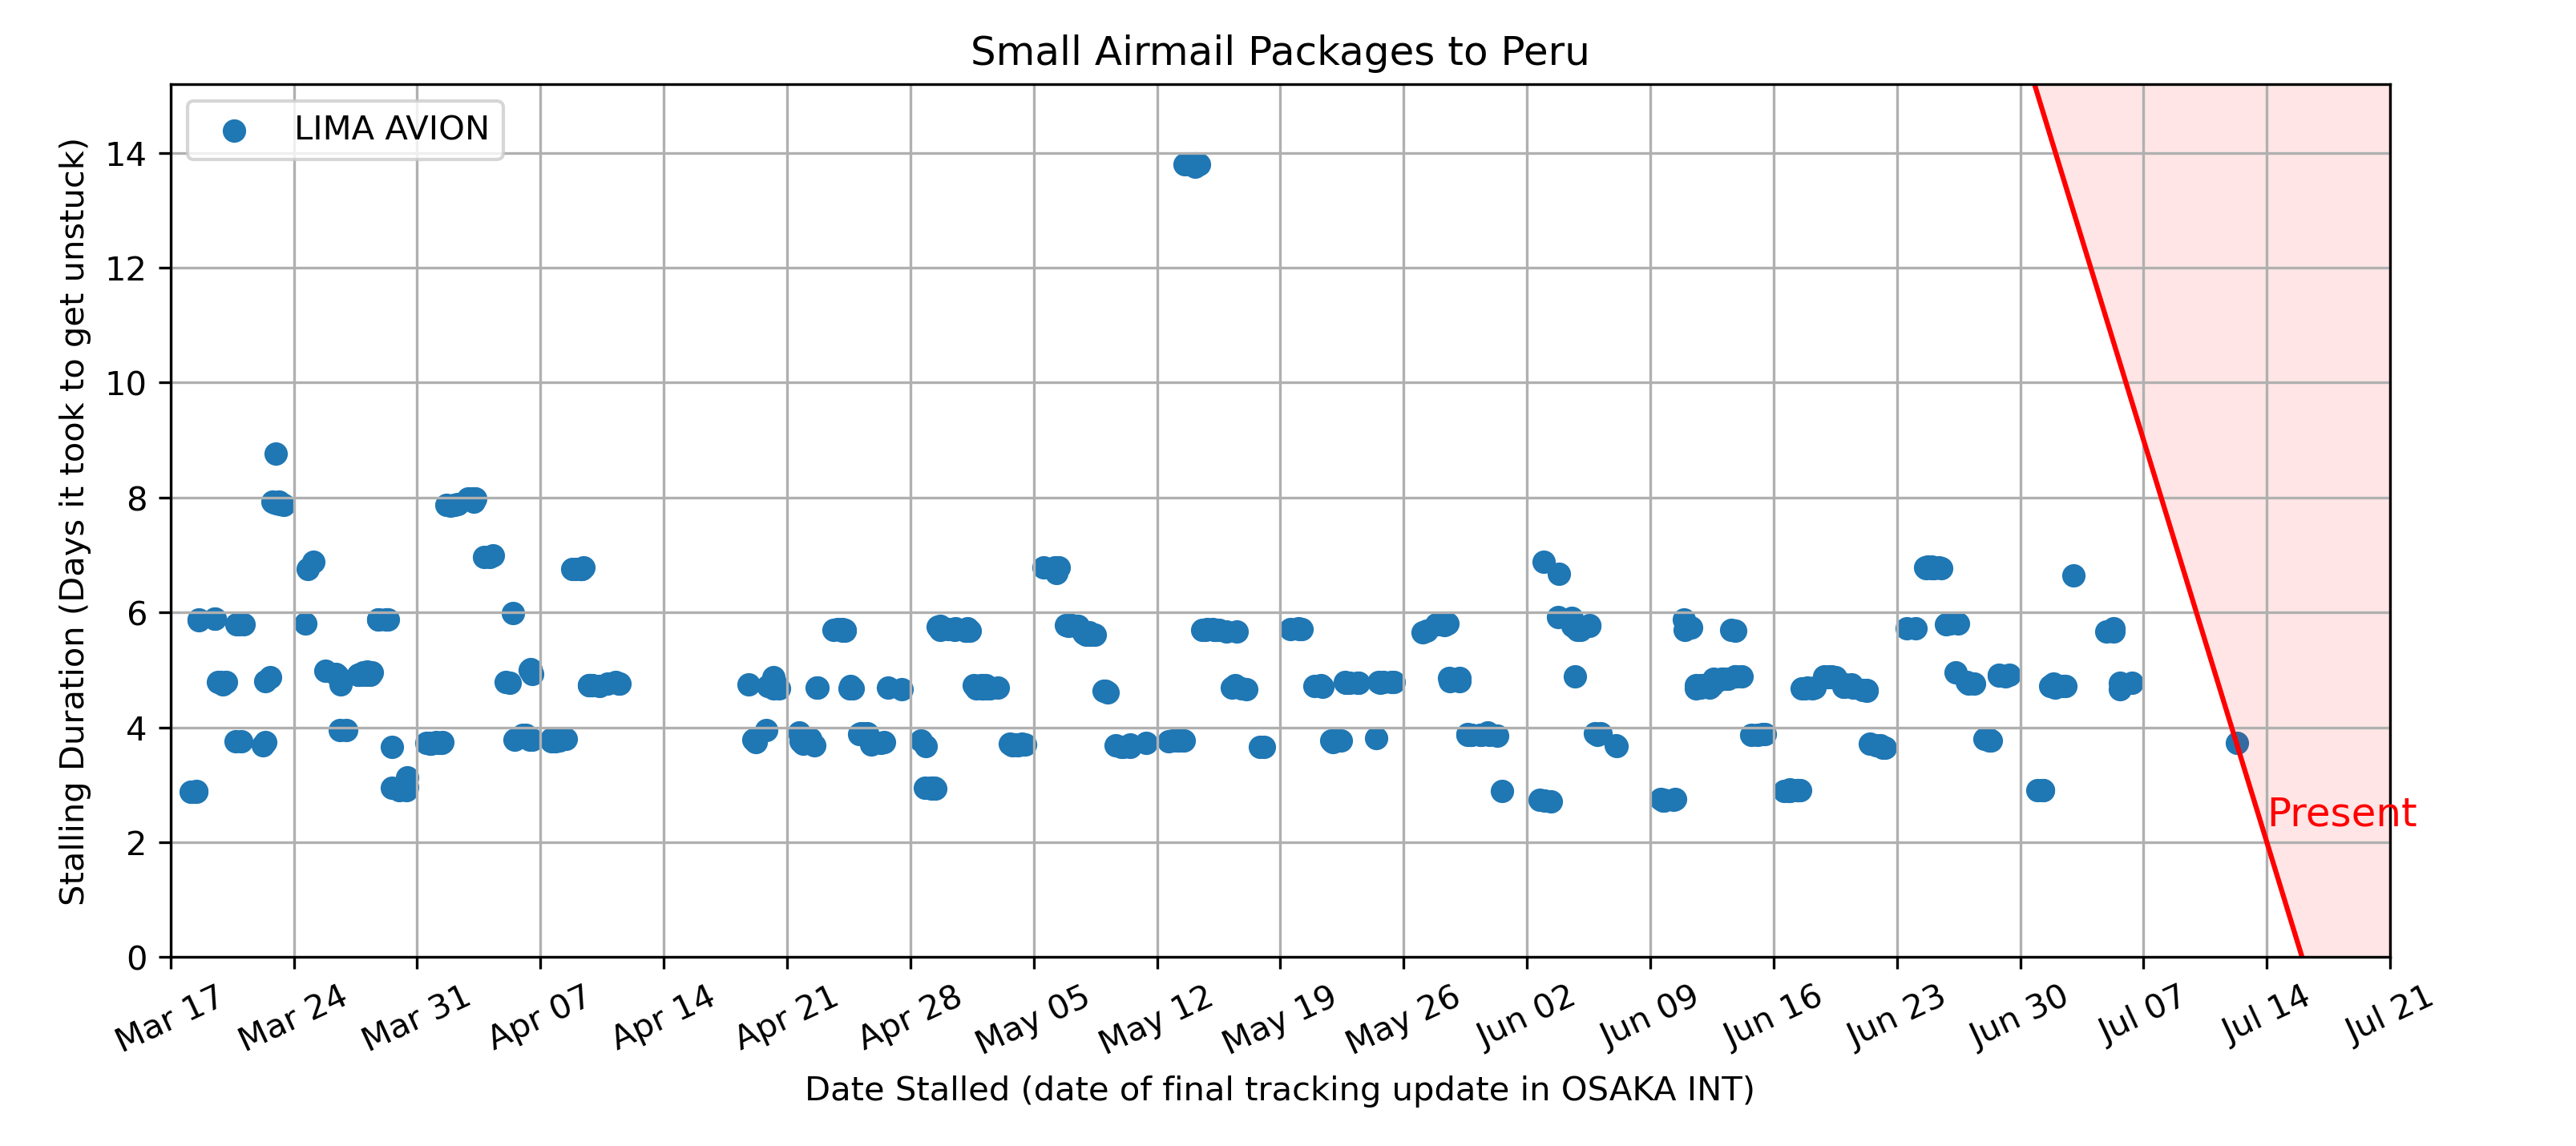 Small Airmail Packages to Peru
LIMA AVION
Stalling Duration (Days it took to get unstuck)
14
12
10
8
6
4
2
0
Present
Mar 17
Mar 24
Mar 31
Apr 07
Apr 14
Apr 21
Apr 28
May 05
May 12
May 19
May 26
Jun 02
Jun 09
Jun 16
Jun 23
Jun 30
Jul 07
Jul 14
Jul 21
Date Stalled (date of final tracking update in OSAKA INT)